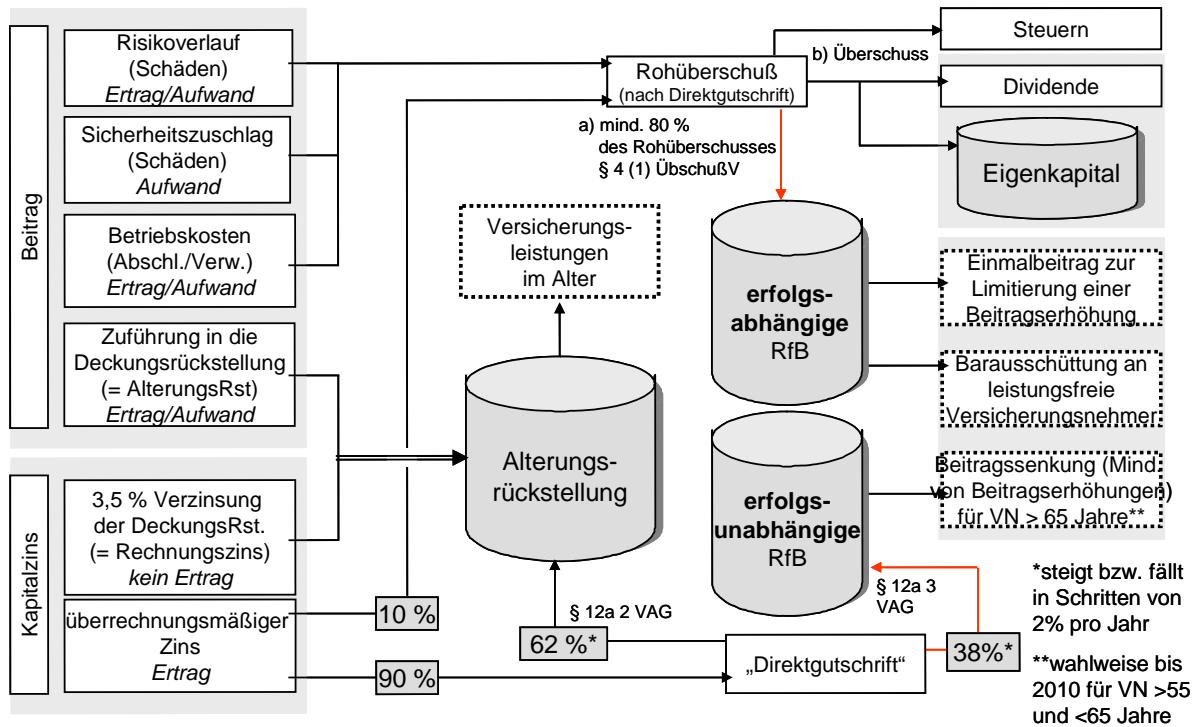 Beitrag
Risikoverlauf
(Schäden)
Ertrag/Aufwand
Sicherheitszuschlag
(Schäden)
Aufwand
Betriebskosten
(Abschl./Verw.)
Ertrag/Aufwand
Zuführung in die
Deckungsrückstellung
(= AlterungsRst)
Ertrag/Aufwand
Kapitalzins
3,5 % Verzinsung
der DeckungsRst.
(= Rechnungszins)
kein Ertrag
überrechnungsmäßiger
Zins
Ertrag
10 %
90 %
Versicherungs-
leistungen
im Alter
Alterungs-
rückstellung
§ 12a 2 VAG
62 %*
„Direktgutschrift“
38%*
§ 12a 3
VAG
Rohüberschuß
(nach Direktgutschrift)
a) mind. 80 %
des Rohüberschusses
§ 4 (1) ÜbschußV
b) Überschuss
erfolgs-
abhängige
RfB
erfolgs-
unabhängige
RfB
Steuern
Dividende
Eigenkapital
Einmalbeitrag zur
Limitierung einer
Beitragserhöhung
Barausschüttung an
leistungsfreie
Versicherungsnehmer
Beitragssenkung (Mind.
von Beitragserhöhungen)
für VN > 65 Jahre**
*steigt bzw. fällt
in Schritten von
2% pro Jahr
**wahlweise bis
2010 für VN >55
und <65 Jahre